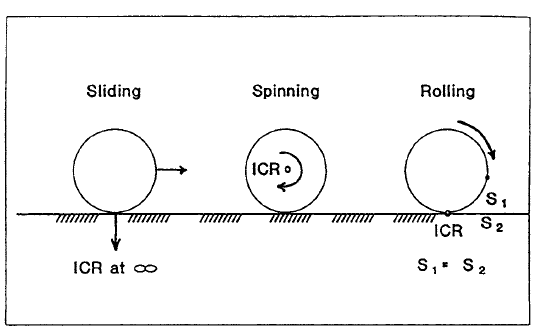 Sliding
Spinning
Rolling
ICR
S₁
S₂
ICR
ICR at ∞
S₁ = S₂